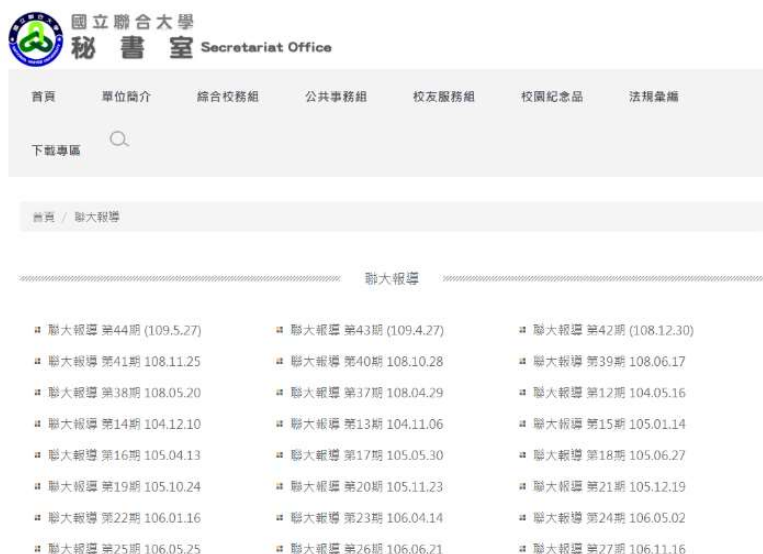 國立聯合大學
秘書室 Secretariat Office
首頁 單位簡介 綜合校務組 公共事務組 校友服務組 校園紀念品 法規彙編
下載專區
首頁 / 聯大報導
聯大報導
聯大報導 第44期 (109.5.27) 聯大報導 第43期 (109.4.27) 聯大報導 第42期 (108.12.30)
聯大報導 第41期 108.11.25 聯大報導 第40期 108.10.28 聯大報導 第39期 108.06.17
聯大報導 第38期 108.05.20 聯大報導 第37期 108.04.29 聯大報導 第12期 104.05.16
聯大報導 第14期 104.12.10 聯大報導 第13期 104.11.06 聯大報導 第15期 105.01.14
聯大報導 第16期 105.04.13 聯大報導 第17期 105.05.30 聯大報導 第18期 105.06.27
聯大報導 第19期 105.10.24 聯大報導 第20期 105.11.23 聯大報導 第21期 105.12.19
聯大報導 第22期 106.01.16 聯大報導 第23期 106.04.14 聯大報導 第24期 106.05.02
聯大報導 第25期 106.05.25 聯大報導 第26期 106.06.21 聯大報導 第27期 106.11.16